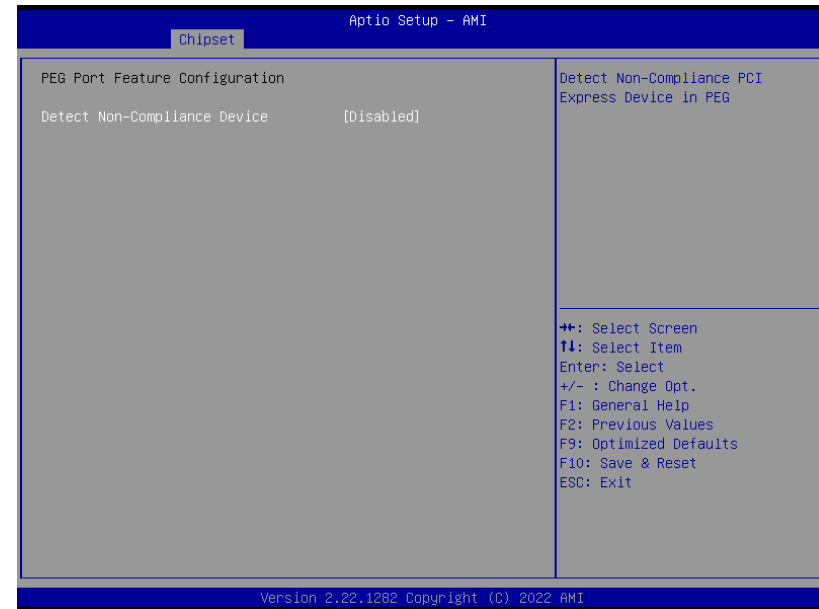 Aptio Setup – AMI
Chipset
PEG Port Feature Configuration
Detect Non-Compliance Device [Disabled]
Detect Non-Compliance PCI
Express Device in PEG
→←: Select Screen
↑↓: Select Item
Enter: Select
+/- : Change Opt.
F1: General Help
F2: Previous Values
F9: Optimized Defaults
F10: Save & Reset
ESC: Exit
Version 2.22.1282 Copyright (C) 2022 AMI